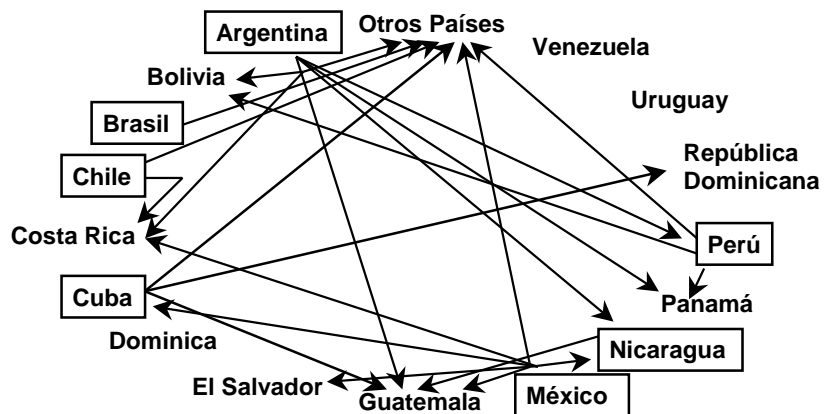 Otros Países
Argentina
Venezuela
Bolivia
Uruguay
Brasil
República
Dominicana
Chile
Costa Rica
Perú
Cuba
Panamá
Dominica
Nicaragua
El Salvador
Guatemala
México